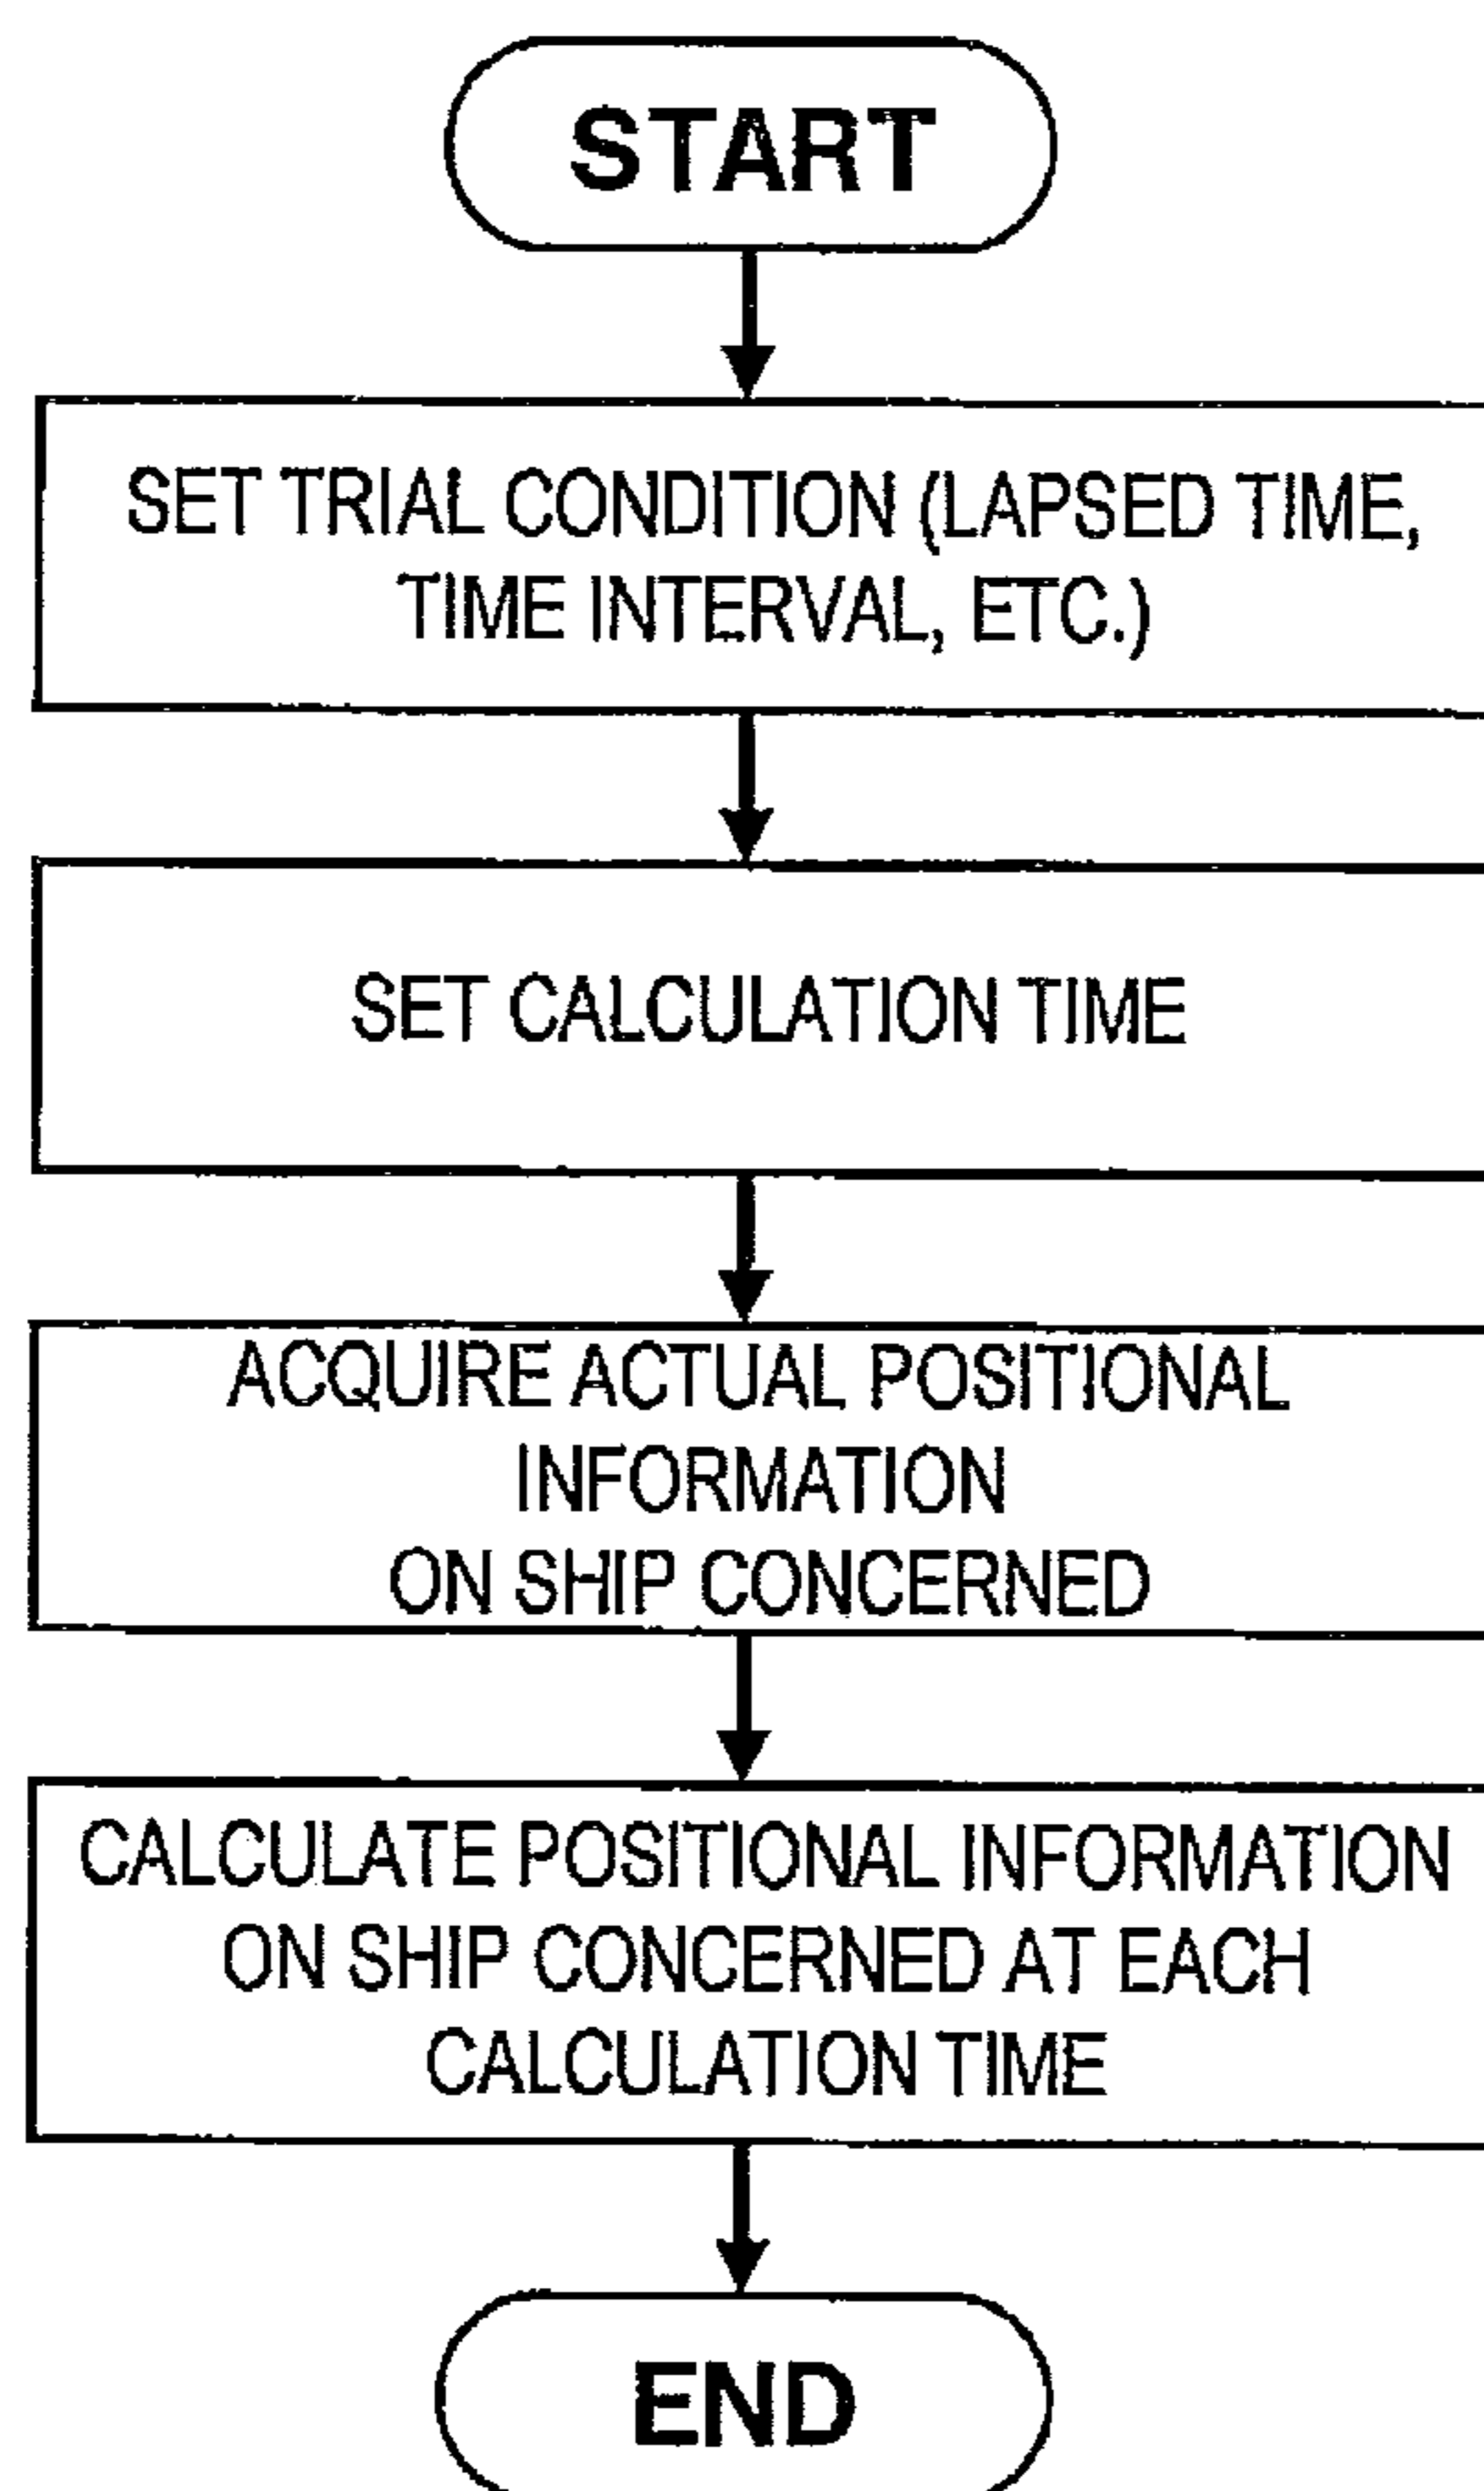 START
SET TRIAL CONDITION (LAPSED TIME,
TIME INTERVAL, ETC.)
SET CALCULATION TIME
ACQUIRE ACTUAL POSITIONAL
INFORMATION
ON SHIP CONCERNED
CALCULATE POSITIONAL INFORMATION
ON SHIP CONCERNED AT EACH
CALCULATION TIME
END